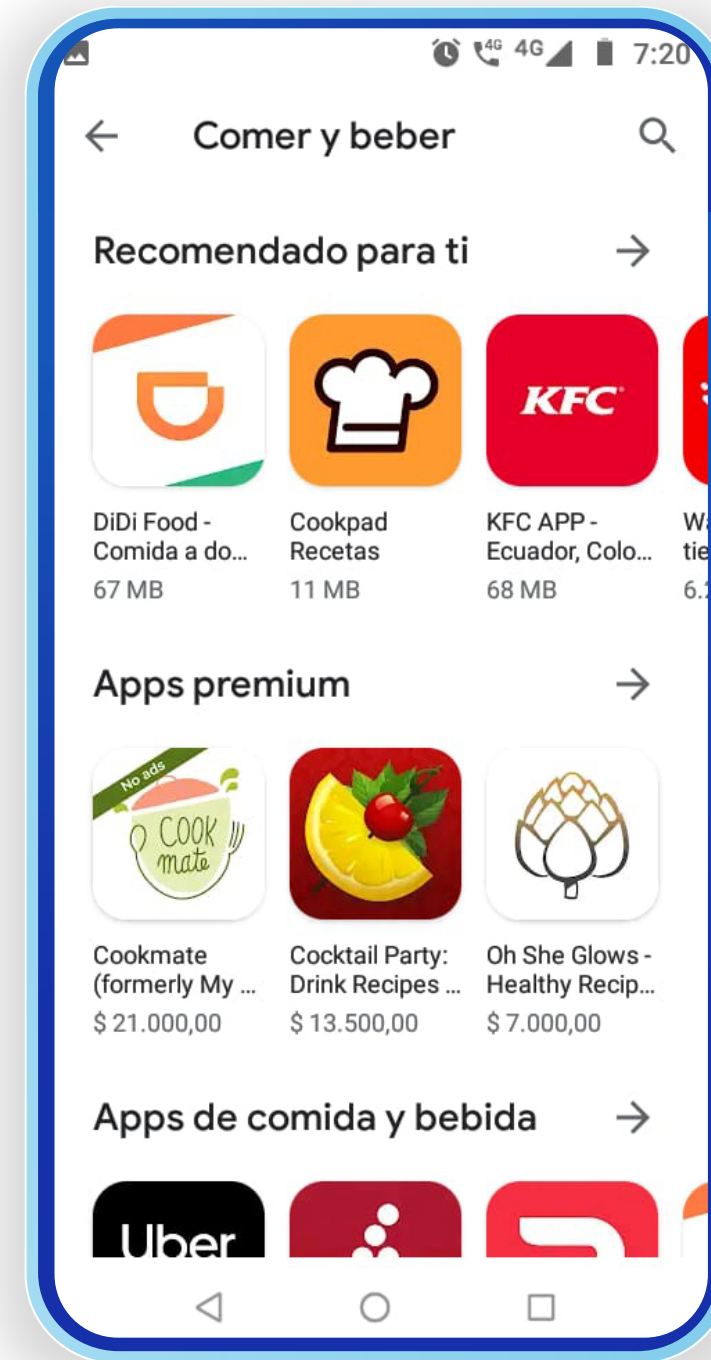 4G 4G 7:20
Comer y beber
Recomendado para ti
KFC
DiDi Food -
Comida a do...
67 MB
Cookpad
Recetas
11 MB
KFC APP -
Ecuador, Colo...
68 MB
Apps premium
No ads
COOK
mate
Cookmate
(formerly My ...
$ 21.000,00
Cocktail Party:
Drink Recipes ...
$ 13.500,00
Oh She Glows -
Healthy Recip...
$ 7.000,00
Apps de comida y bebida
Uber